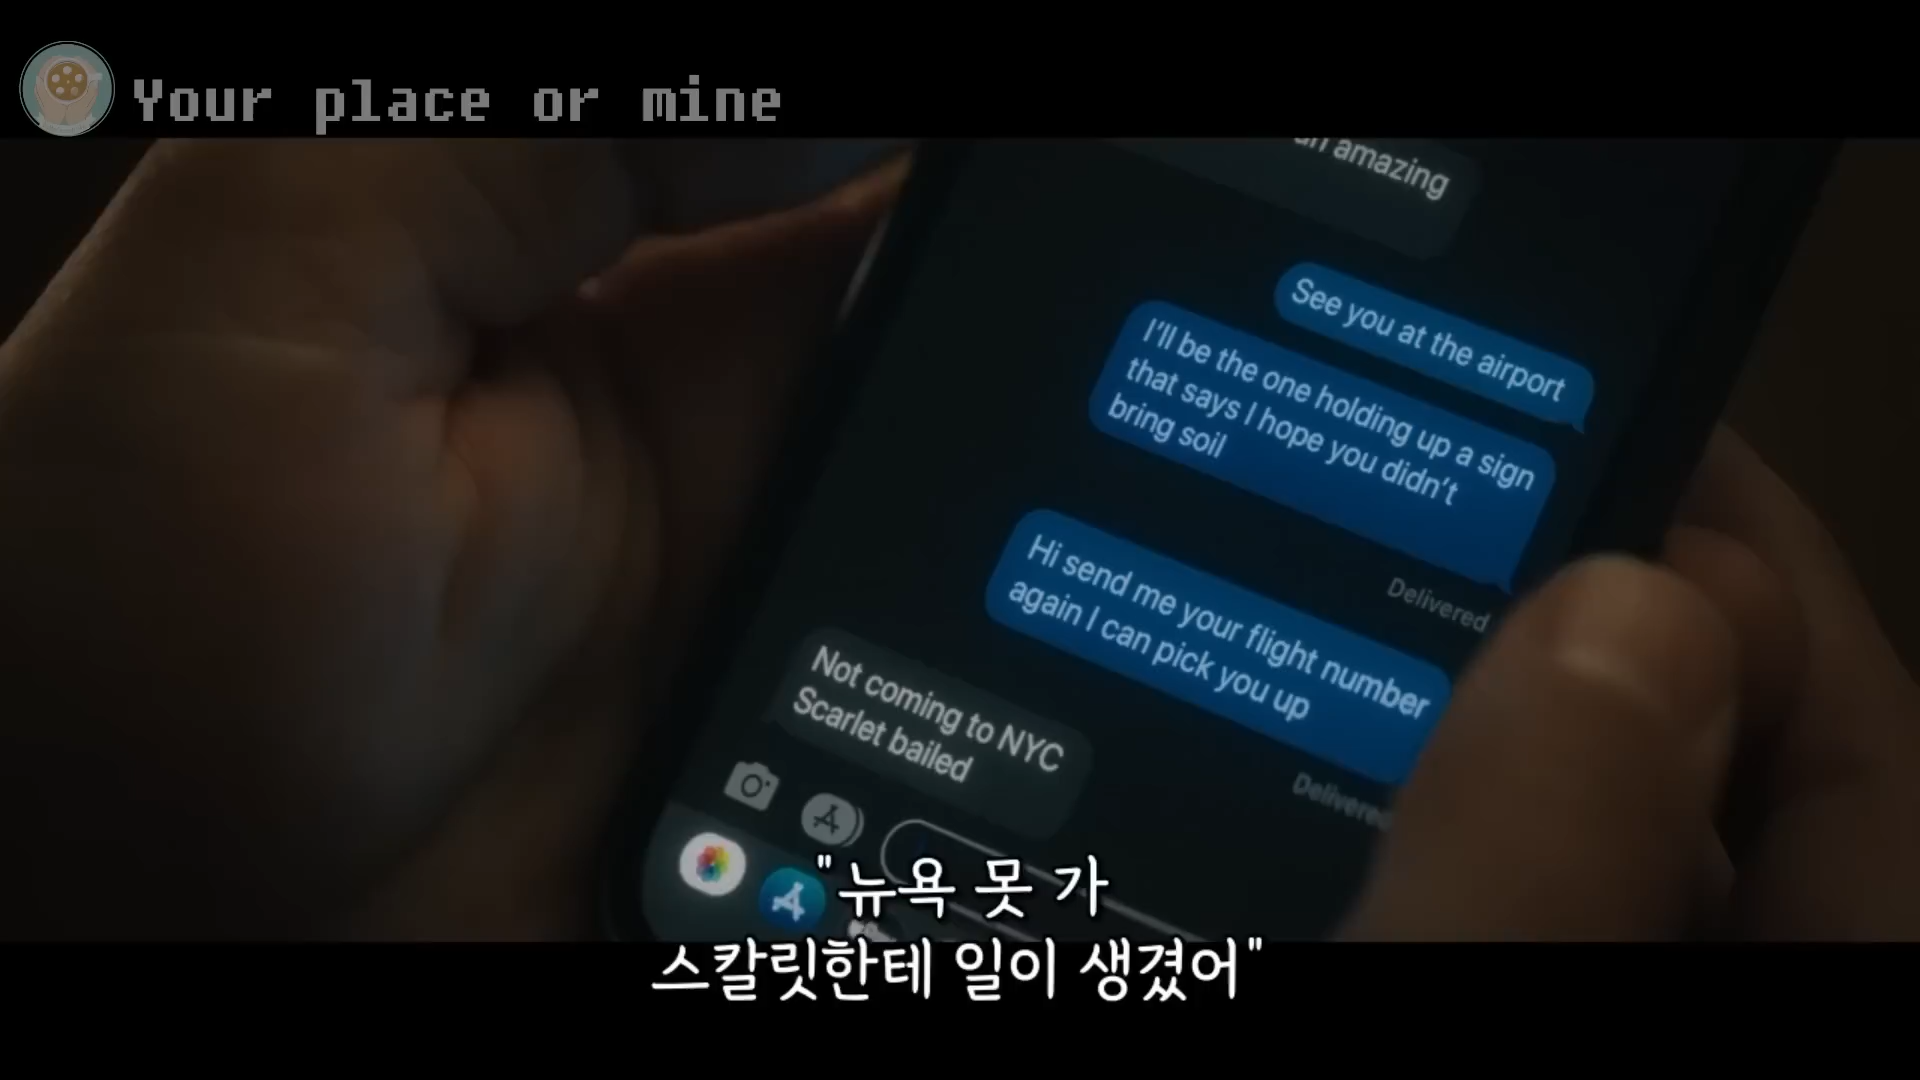 Your place or mine
an amazing
See you at the airport
I'll be the one holding up a sign
that says I hope you didn't
bring soil
Delivered
Hi send me your flight number
again I can pick you up
Delivered
Not coming to NYC
Scarlet bailed
"뉴욕 못 가
스칼릿한테 일이 생겼어"